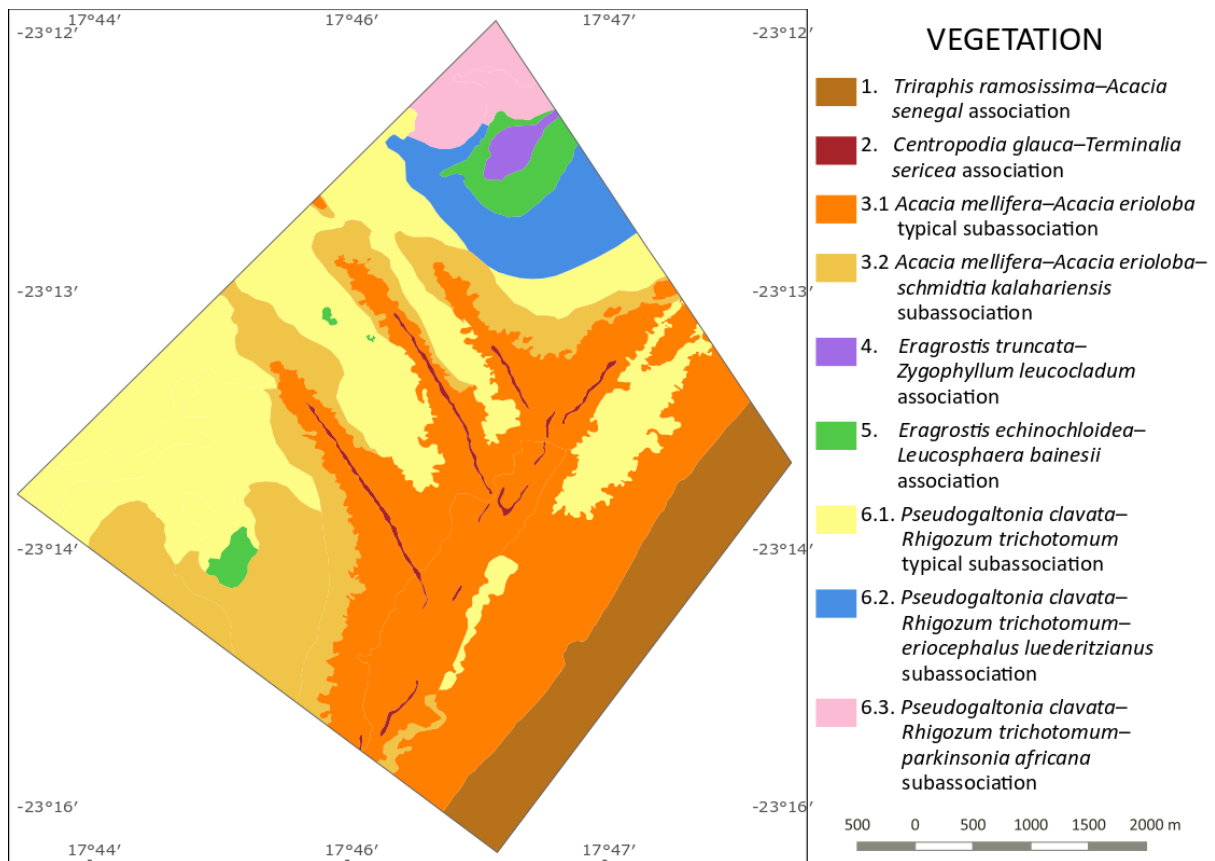 17°44′ 17°46′ 17°47′
-23°12′ -23°12′
-23°13′ -23°13′
-23°14′ -23°14′
-23°16′ -23°16′
17°44′ 17°46′ 17°47′
VEGETATION
1. Triraphis ramosissima–Acacia
senegal association
2. Centropodia glauca–Terminalia
sericea association
3.1 Acacia mellifera–Acacia erioloba
typical subassociation
3.2 Acacia mellifera–Acacia erioloba–
schmidtia kalahariensis
subassociation
4. Eragrostis truncata–
Zygophyllum leucocladum
association
5. Eragrostis echinochloidea–
Leucosphaera bainesii
association
6.1. Pseudogaltonia clavata–
Rhigozum trichotomum
typical subassociation
6.2. Pseudogaltonia clavata–
Rhigozum trichotomum–
eriocephalus luederitzianus
subassociation
6.3. Pseudogaltonia clavata–
Rhigozum trichotomum–
parkinsonia africana
subassociation
500 0 500 1000 1500 2000 m